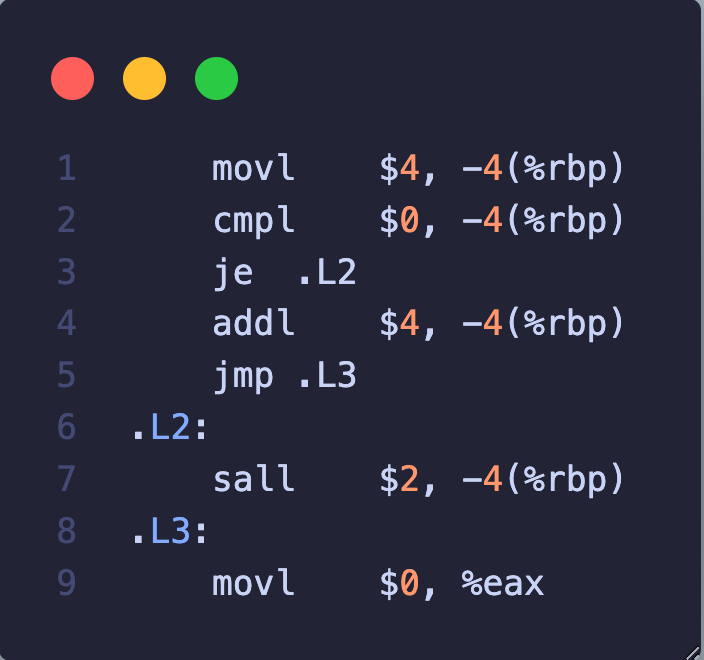 1 movl $4, -4(%rbp)
2 cmpl $0, -4(%rbp)
3 je .L2
4 addl $4, -4(%rbp)
5 jmp .L3
6 .L2:
7 sall $2, -4(%rbp)
8 .L3:
9 movl $0, %eax